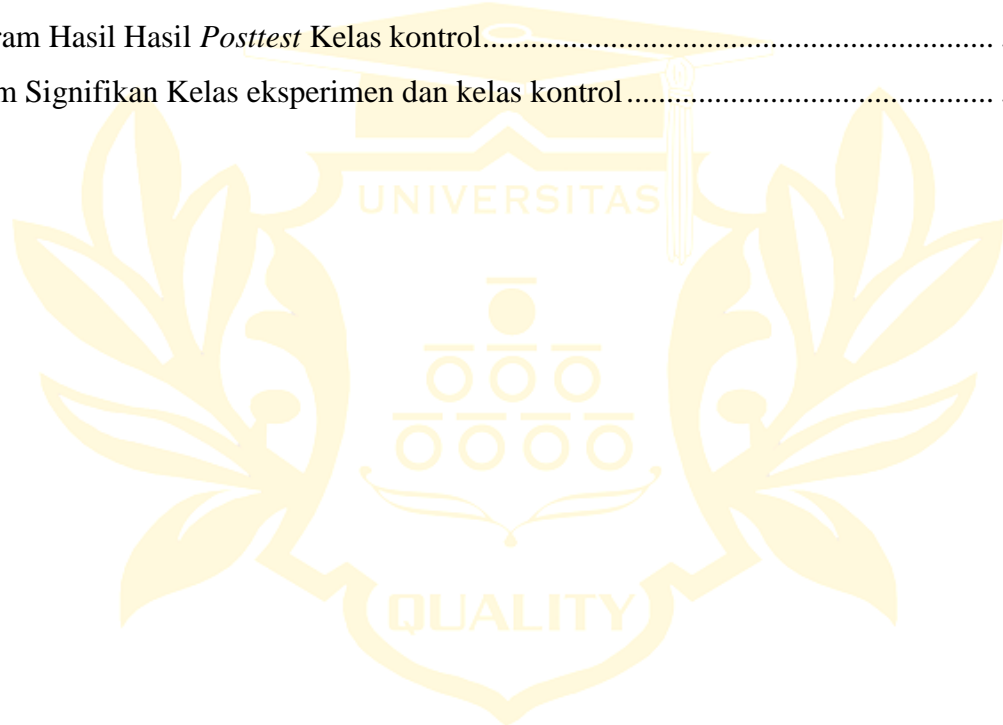 ram Hasil Hasil Posttest Kelas kontrol.......................................................................................
m Signifikan Kelas eksperimen dan kelas kontrol..............................................................
UNIVERSITAS
QUALITY